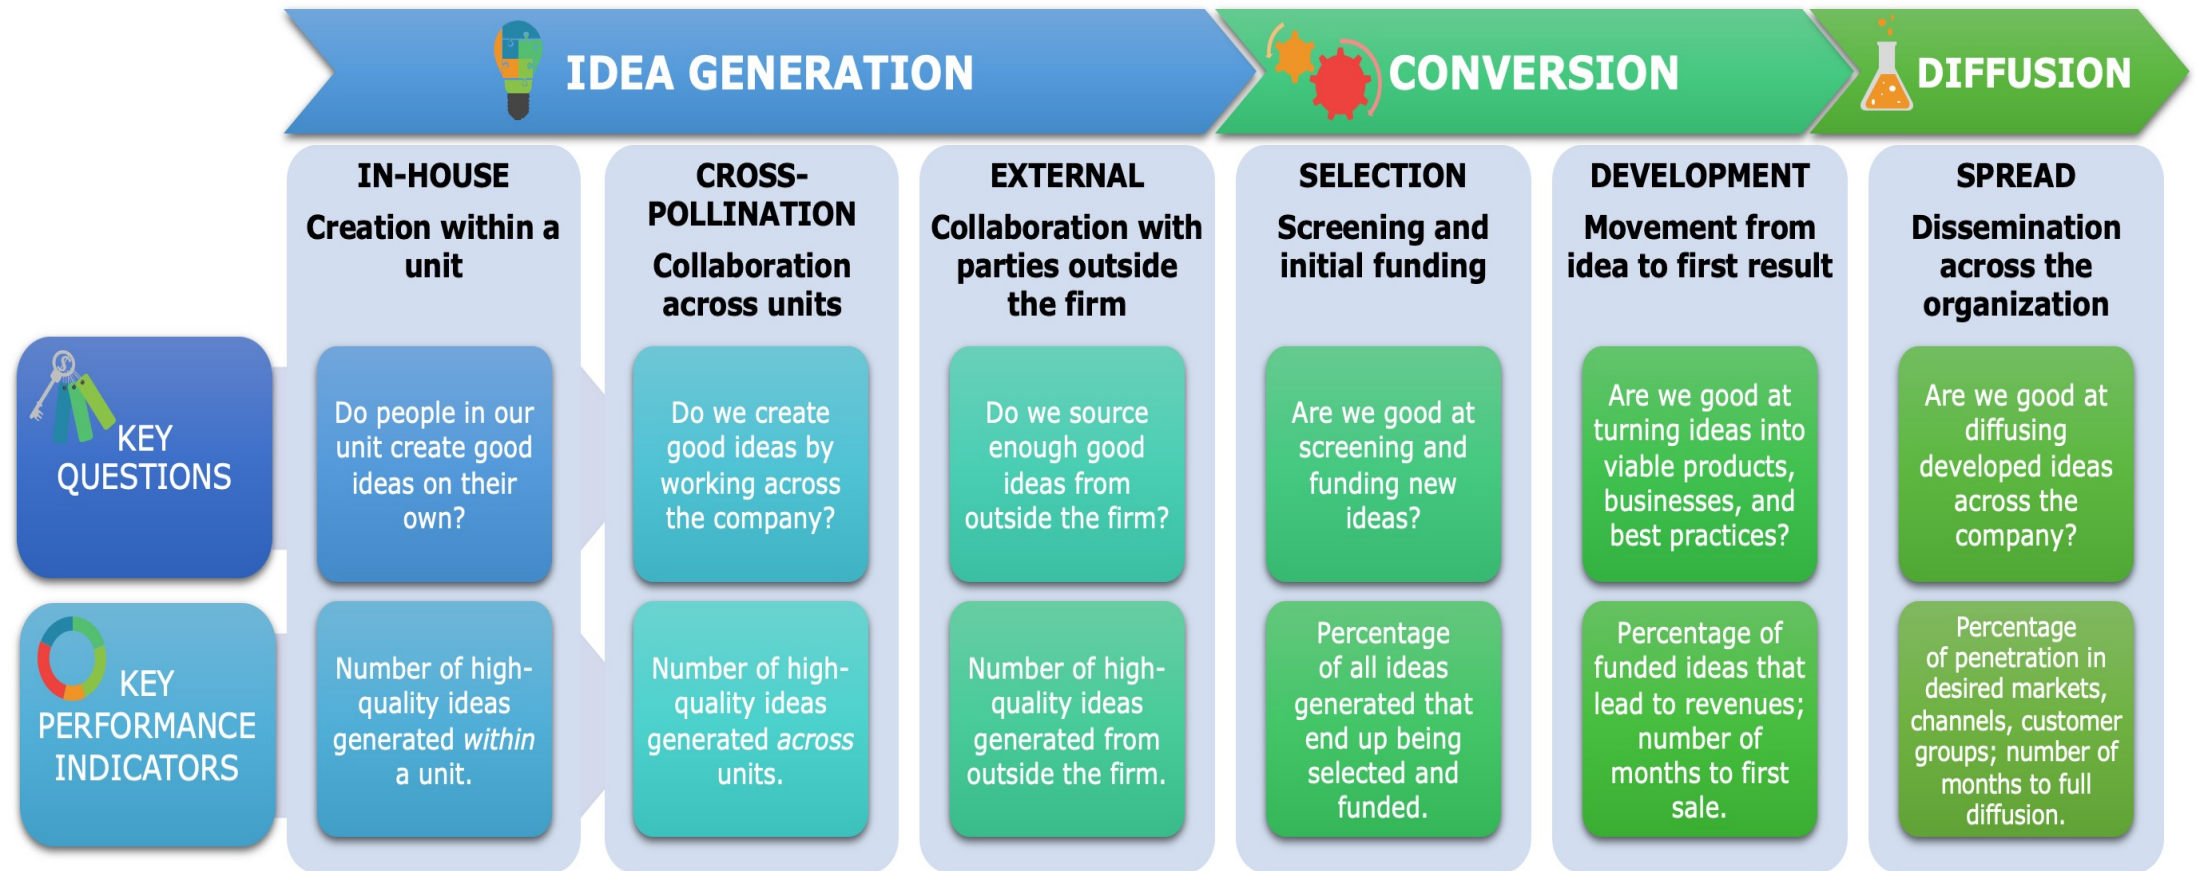 IDEA GENERATION
CONVERSION
DIFFUSION
IN-HOUSE
Creation within a
unit
CROSS-
POLLINATION
Collaboration
across units
EXTERNAL
Collaboration with
parties outside
the firm
SELECTION
Screening and
initial funding
DEVELOPMENT
Movement from
idea to first result
SPREAD
Dissemination
across the
organization
KEY
QUESTIONS
Do people in our
unit create good
ideas on their
own?
Do we create
good ideas by
working across
the company?
Do we source
enough good
ideas from
outside the firm?
Are we good at
screening and
funding new
ideas?
Are we good at
turning ideas into
viable products,
businesses, and
best practices?
Are we good at
diffusing
developed ideas
across the
company?
KEY
PERFORMANCE
INDICATORS
Number of high-
quality ideas
generated within
a unit.
Number of high-
quality ideas
generated across
units.
Number of high-
quality ideas
generated from
outside the firm.
Percentage
of all ideas
generated that
end up being
selected and
funded.
Percentage of
funded ideas that
lead to revenues;
number of
months to first
sale.
Percentage
of penetration in
desired markets,
channels, customer
groups; number of
months to full
diffusion.